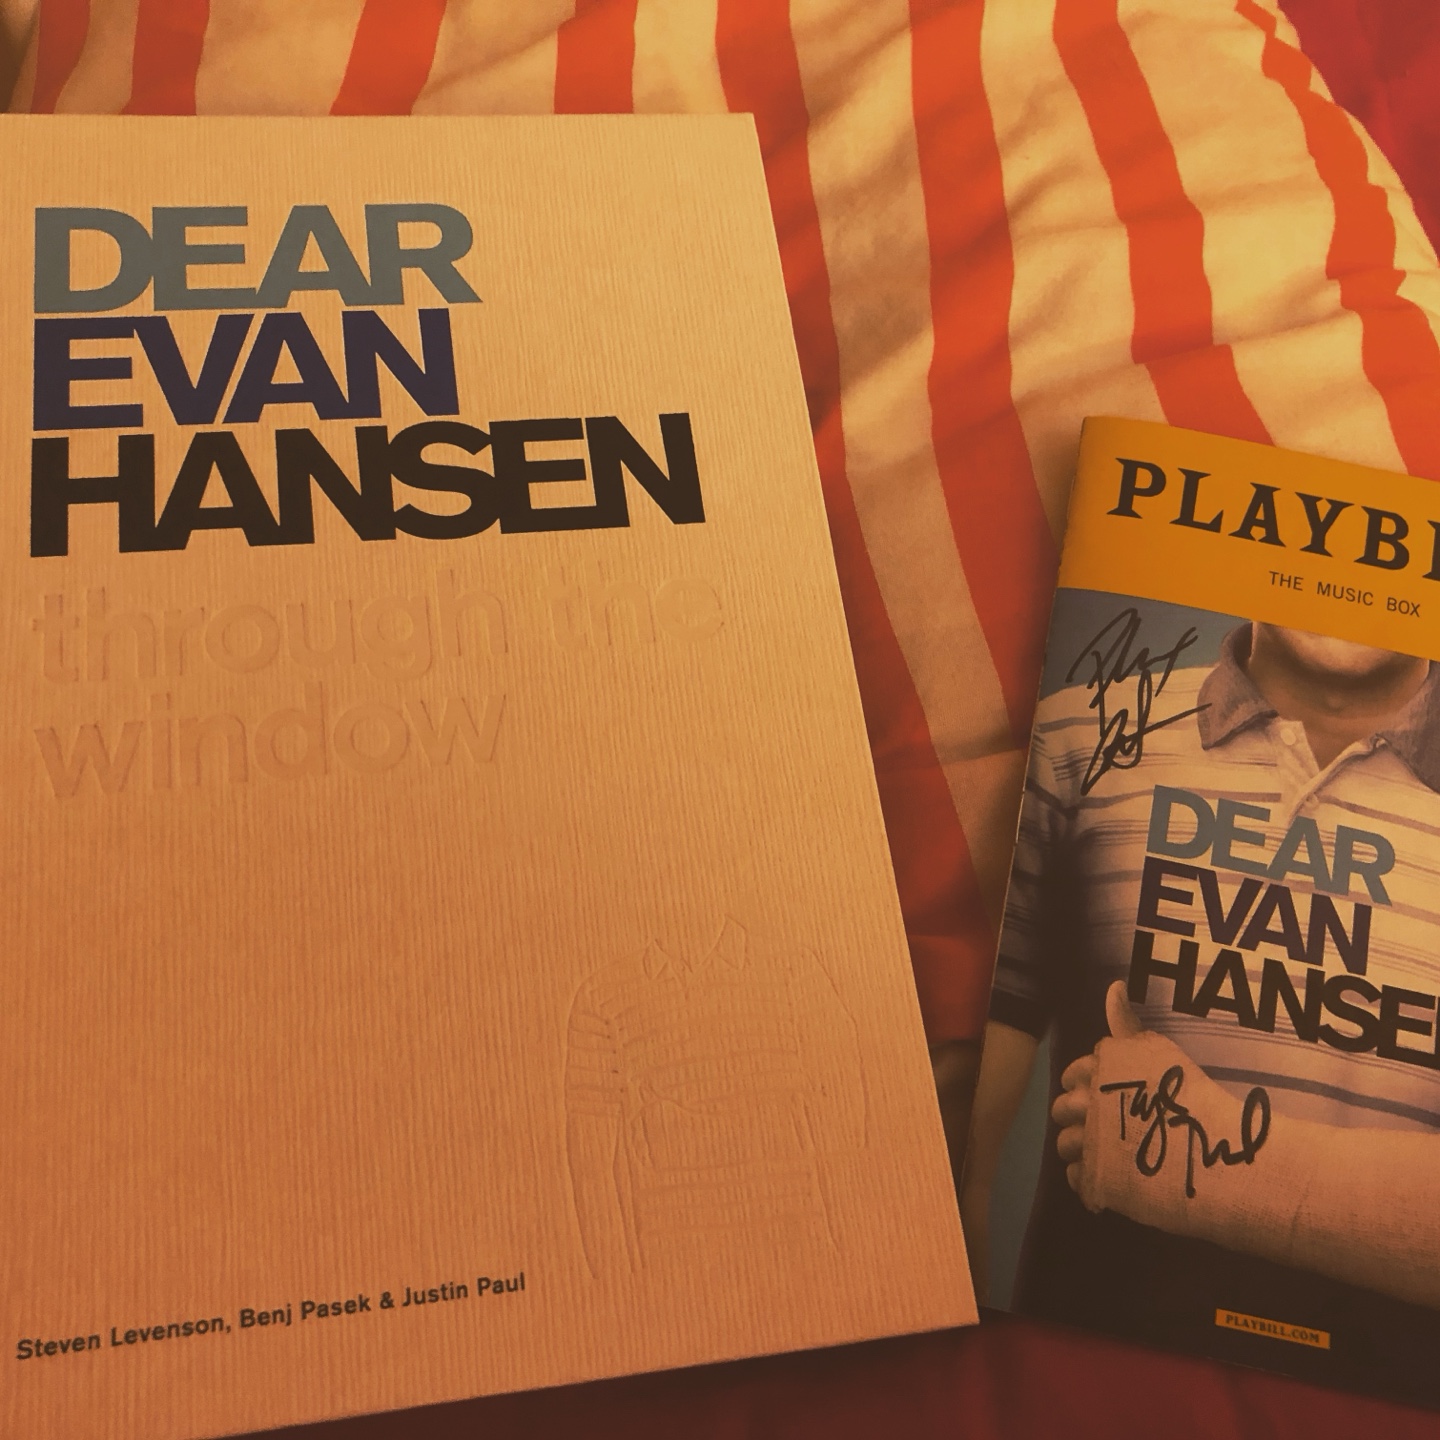 DEAR
EVAN
HANSEN
through the
window
Steven Levenson, Benj Pasek & Justin Paul
PLAYBI
THE MUSIC BOX
DEAR
EVAN
HANSE
PLAYBILL.COM